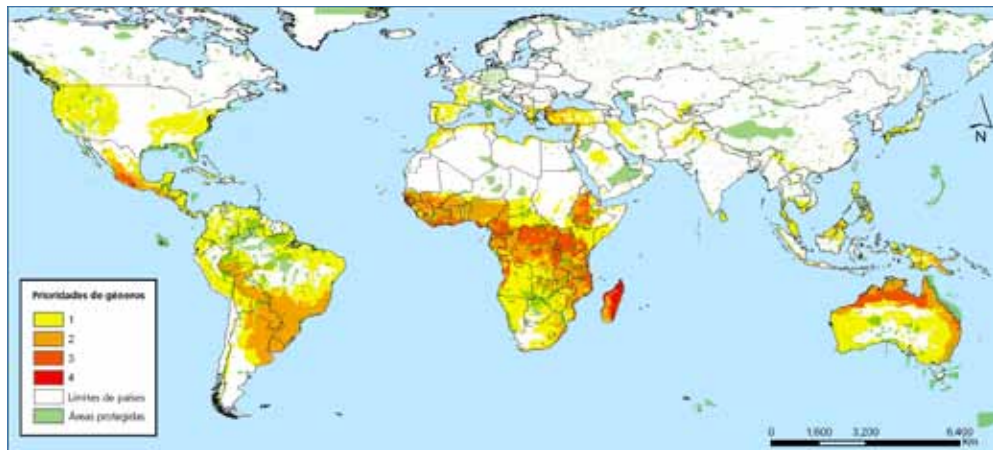 N
Prioridades de géneros
1
2
3
4
Límites de países
Áreas protegidas
0 1.600 3.200 6.400
Km